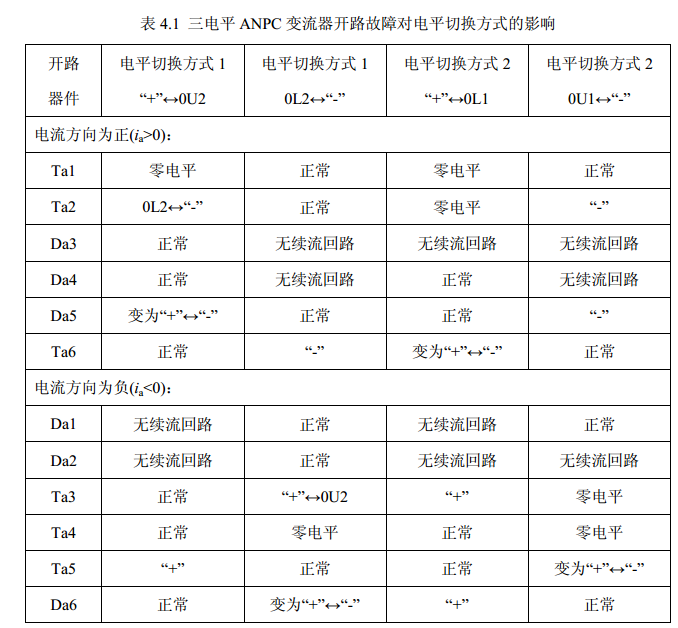 表 4.1 三电平 ANPC 变流器开路故障对电平切换方式的影响
开路 电平切换方式 1 电平切换方式 1 电平切换方式 2 电平切换方式 2
器件 “+”↔0U2 0L2↔“-” “+”↔0L1 0U1↔“-”
电流方向为正(ia>0)：
Ta1 零电平 正常 零电平 正常
Ta2 0L2↔“-” 正常 零电平 “-”
Da3 正常 无续流回路 无续流回路 无续流回路
Da4 正常 无续流回路 正常 无续流回路
Da5 变为“+”↔“-” 正常 正常 “-”
Ta6 正常 “-” 变为“+”↔“-” 正常
电流方向为负(ia<0)：
Da1 无续流回路 正常 无续流回路 正常
Da2 无续流回路 正常 无续流回路 无续流回路
Ta3 正常 “+”↔0U2 “+” 零电平
Ta4 正常 零电平 正常 零电平
Ta5 “+” 正常 正常 变为“+”↔“-”
Da6 正常 变为“+”↔“-” “+” 正常